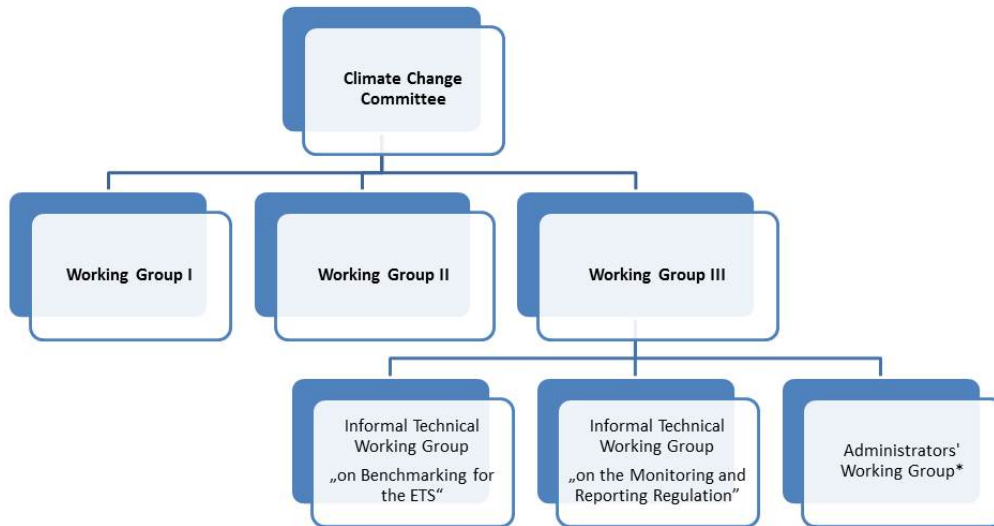 Climate Change
Committee
Working Group I
Working Group II
Working Group III
Informal Technical
Working Group
„on Benchmarking for
the ETS“
Informal Technical
Working Group
„on the Monitoring and
Reporting Regulation”
Administrators'
Working Group*